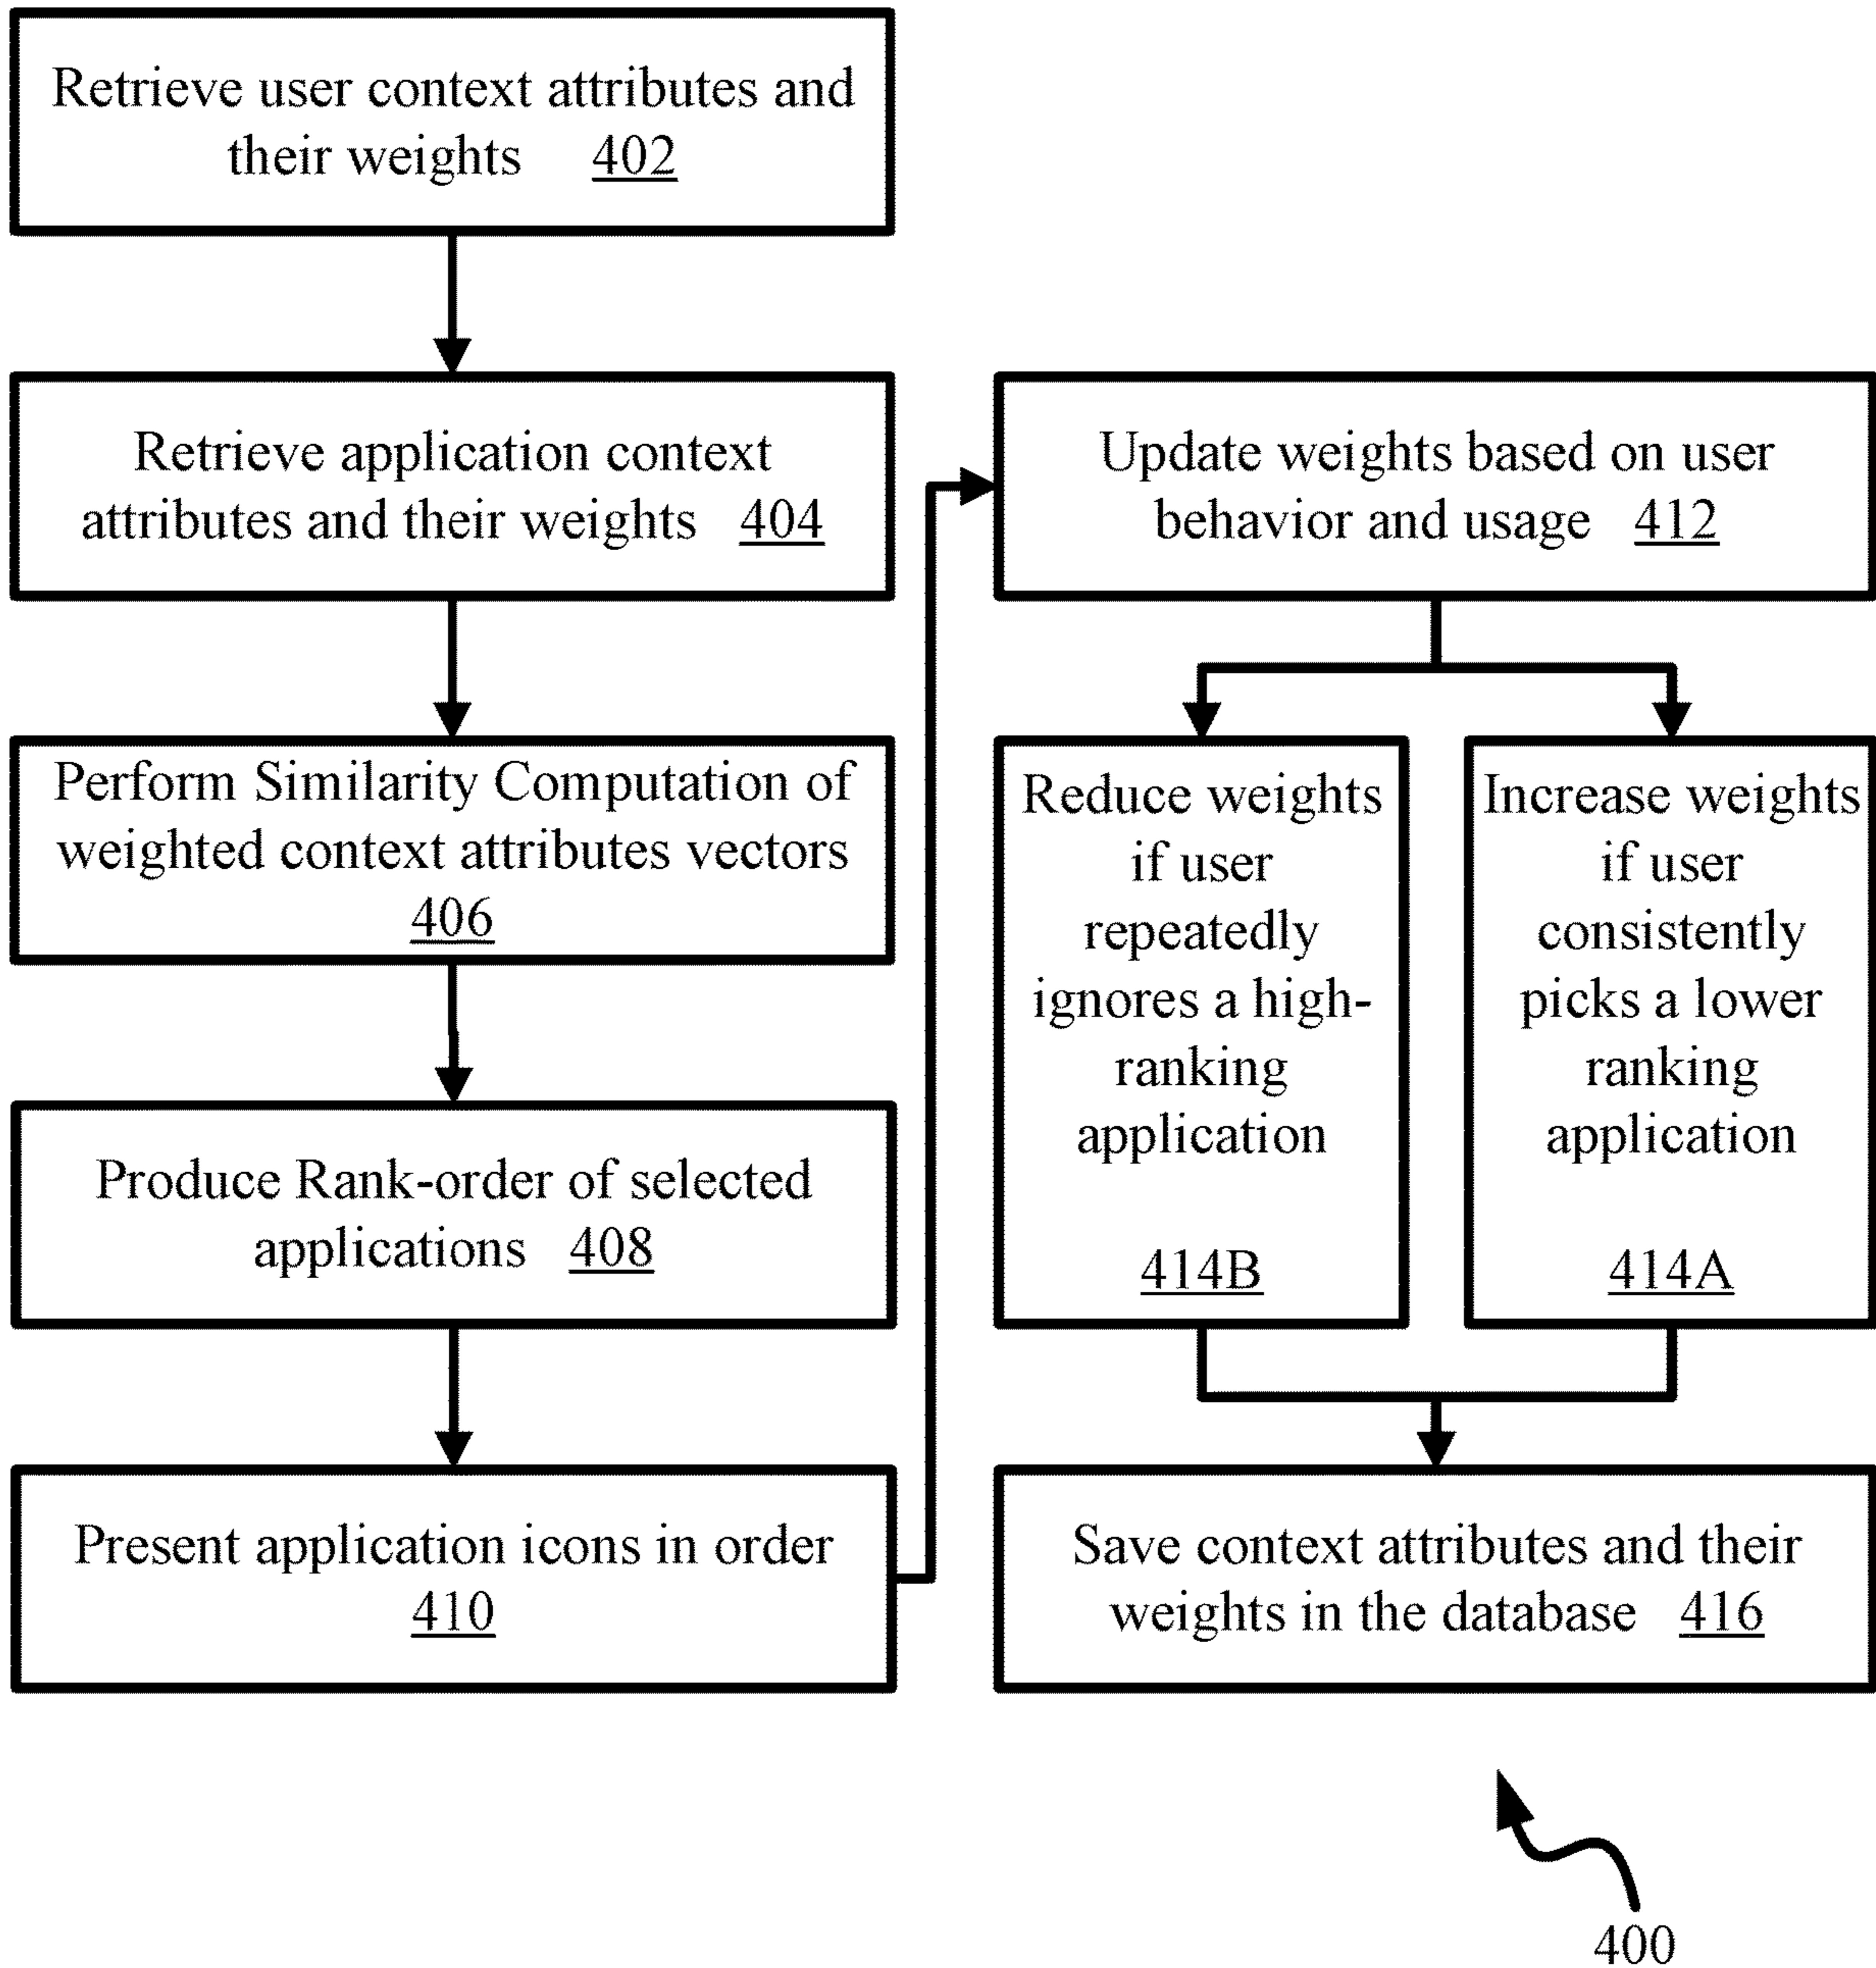 Retrieve user context attributes and
their weights 402
Retrieve application context
attributes and their weights 404
Perform Similarity Computation of
weighted context attributes vectors
406
Produce Rank-order of selected
applications 408
Present application icons in order
410
Update weights based on user
behavior and usage 412
Reduce weights
if user
repeatedly
ignores a high-
ranking
application
414B
Increase weights
if user
consistently
picks a lower
ranking
application
414A
Save context attributes and their
weights in the database 416
400